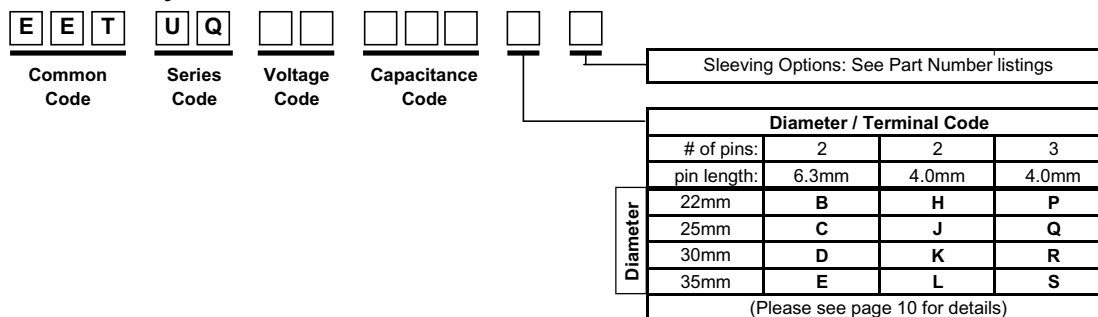 E E T U Q
Common Code
Series Code
Voltage Code
Capacitance Code
Sleeving Options: See Part Number listings
Diameter / Terminal Code
# of pins: 2 2 3
pin length: 6.3mm 4.0mm 4.0mm
Diameter
22mm B H P
25mm C J Q
30mm D K R
35mm E L S
(Please see page 10 for details)